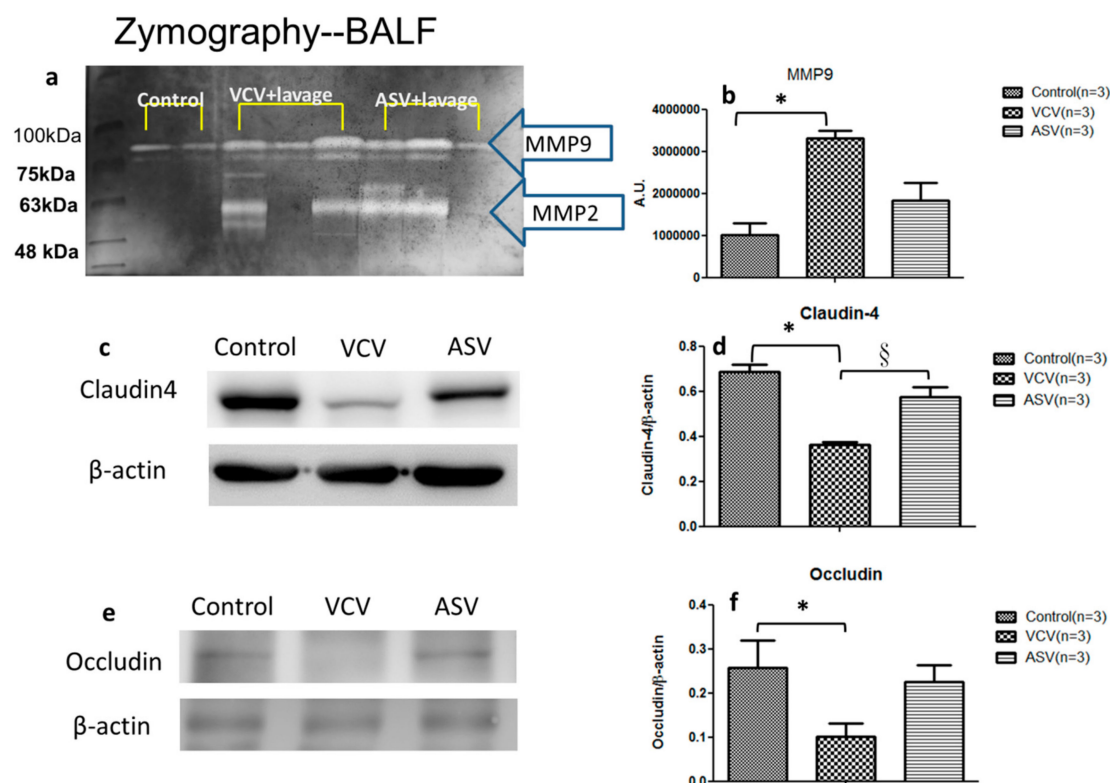 Zymography--BALF
a
Control
VCV+lavage
ASV+lavage
100kDa
75kDa
63kDa
48 kDa
MMP9
MMP2
MMP9
b
*
A.U.
4000000
3000000
2000000
1000000
0
Control(n=3)
VCV(n=3)
ASV(n=3)
c
Control VCV ASV
Claudin4
β-actin
Claudin-4
d
*
§
Claudin-4/β-actin
0.8
0.6
0.4
0.2
0.0
Control(n=3)
VCV(n=3)
ASV(n=3)
e
Control VCV ASV
Occludin
β-actin
Occludin
f
*
Occludin/β-actin
0.4
0.3
0.2
0.1
0.0
Control(n=3)
VCV(n=3)
ASV(n=3)